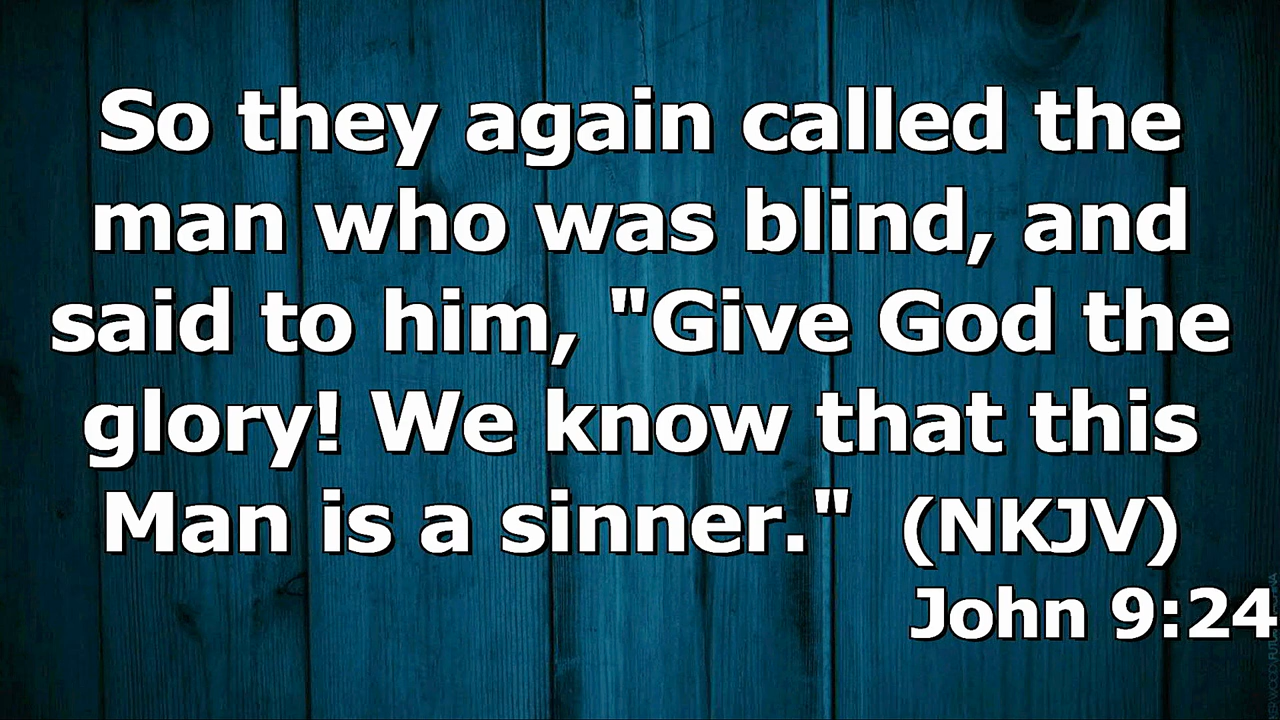 So they again called the
man who was blind, and
said to him, "Give God the
glory! We know that this
Man is a sinner." (NKJV)
John 9:24